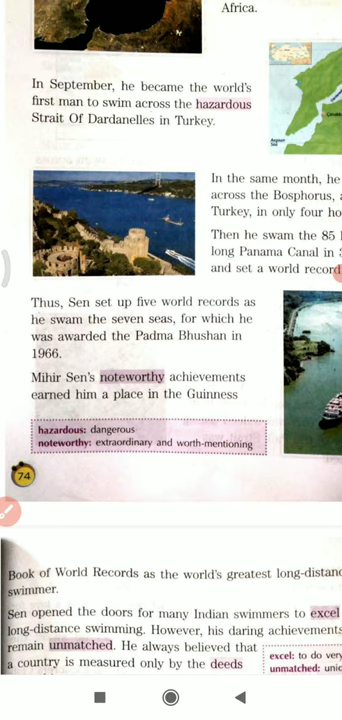 Africa.
In September, he became the world's
first man to swim across the hazardous
Strait Of Dardanelles in Turkey.
In the same month, he
across the Bosphorus,
Turkey, in only four ho
Then he swam the 85
long Panama Canal in
and set a world record
Thus, Sen set up five world records as
he swam the seven seas, for which he
was awarded the Padma Bhushan in
1966.
Mihir Sen's noteworthy achievements
earned him a place in the Guinness
hazardous: dangerous
noteworthy: extraordinary and worth-mentioning
74
Book of World Records as the world's greatest long-distanc
swimmer.
Sen opened the doors for many Indian swimmers to excel
long-distance swimming. However, his daring achievements
remain unmatched. He always believed that
a country is measured only by the deeds
excel: to do very
unmatched: uniq